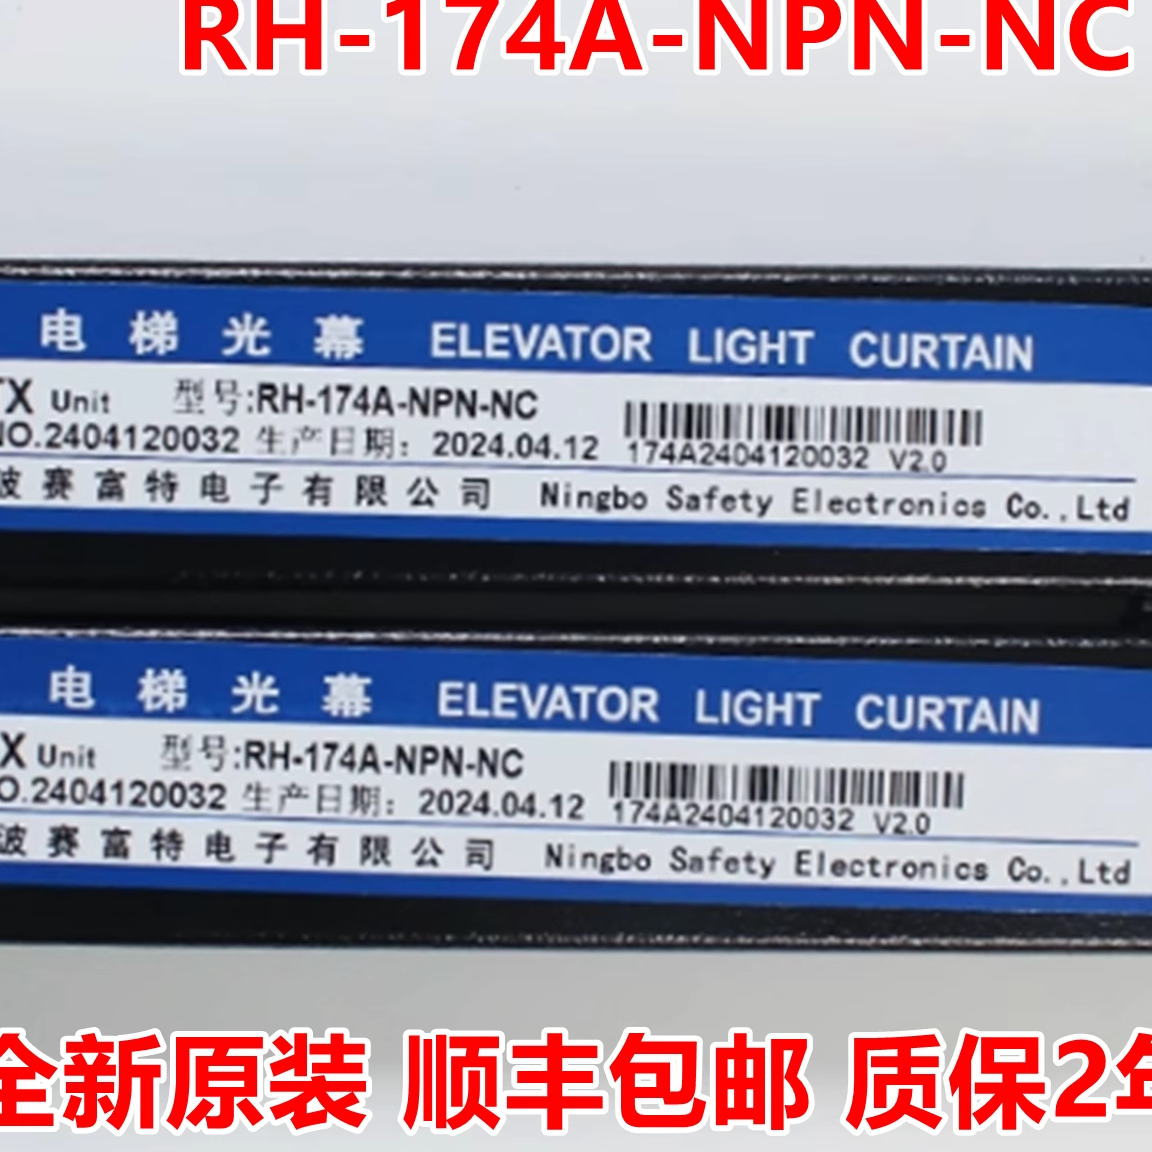 RH-174A-NPN-NC
电梯光幕 ELEVATOR LIGHT CURTAIN
TX Unit 型号:RH-174A-NPN-NC
NO.2404120032 生产日期: 2024.04.12 174A2404120032 V2.0
波赛富特电子有限公司 Ningbo Safety Electronics Co.,Ltd
电梯光幕 ELEVATOR LIGHT CURTAIN
X Unit 型号:RH-174A-NPN-NC
O.2404120032 生产日期: 2024.04.12 174A2404120032 V2.0
波赛富特电子有限公司 Ningbo Safety Electronics Co.,Ltd
全新原装 顺丰包邮 质保2年